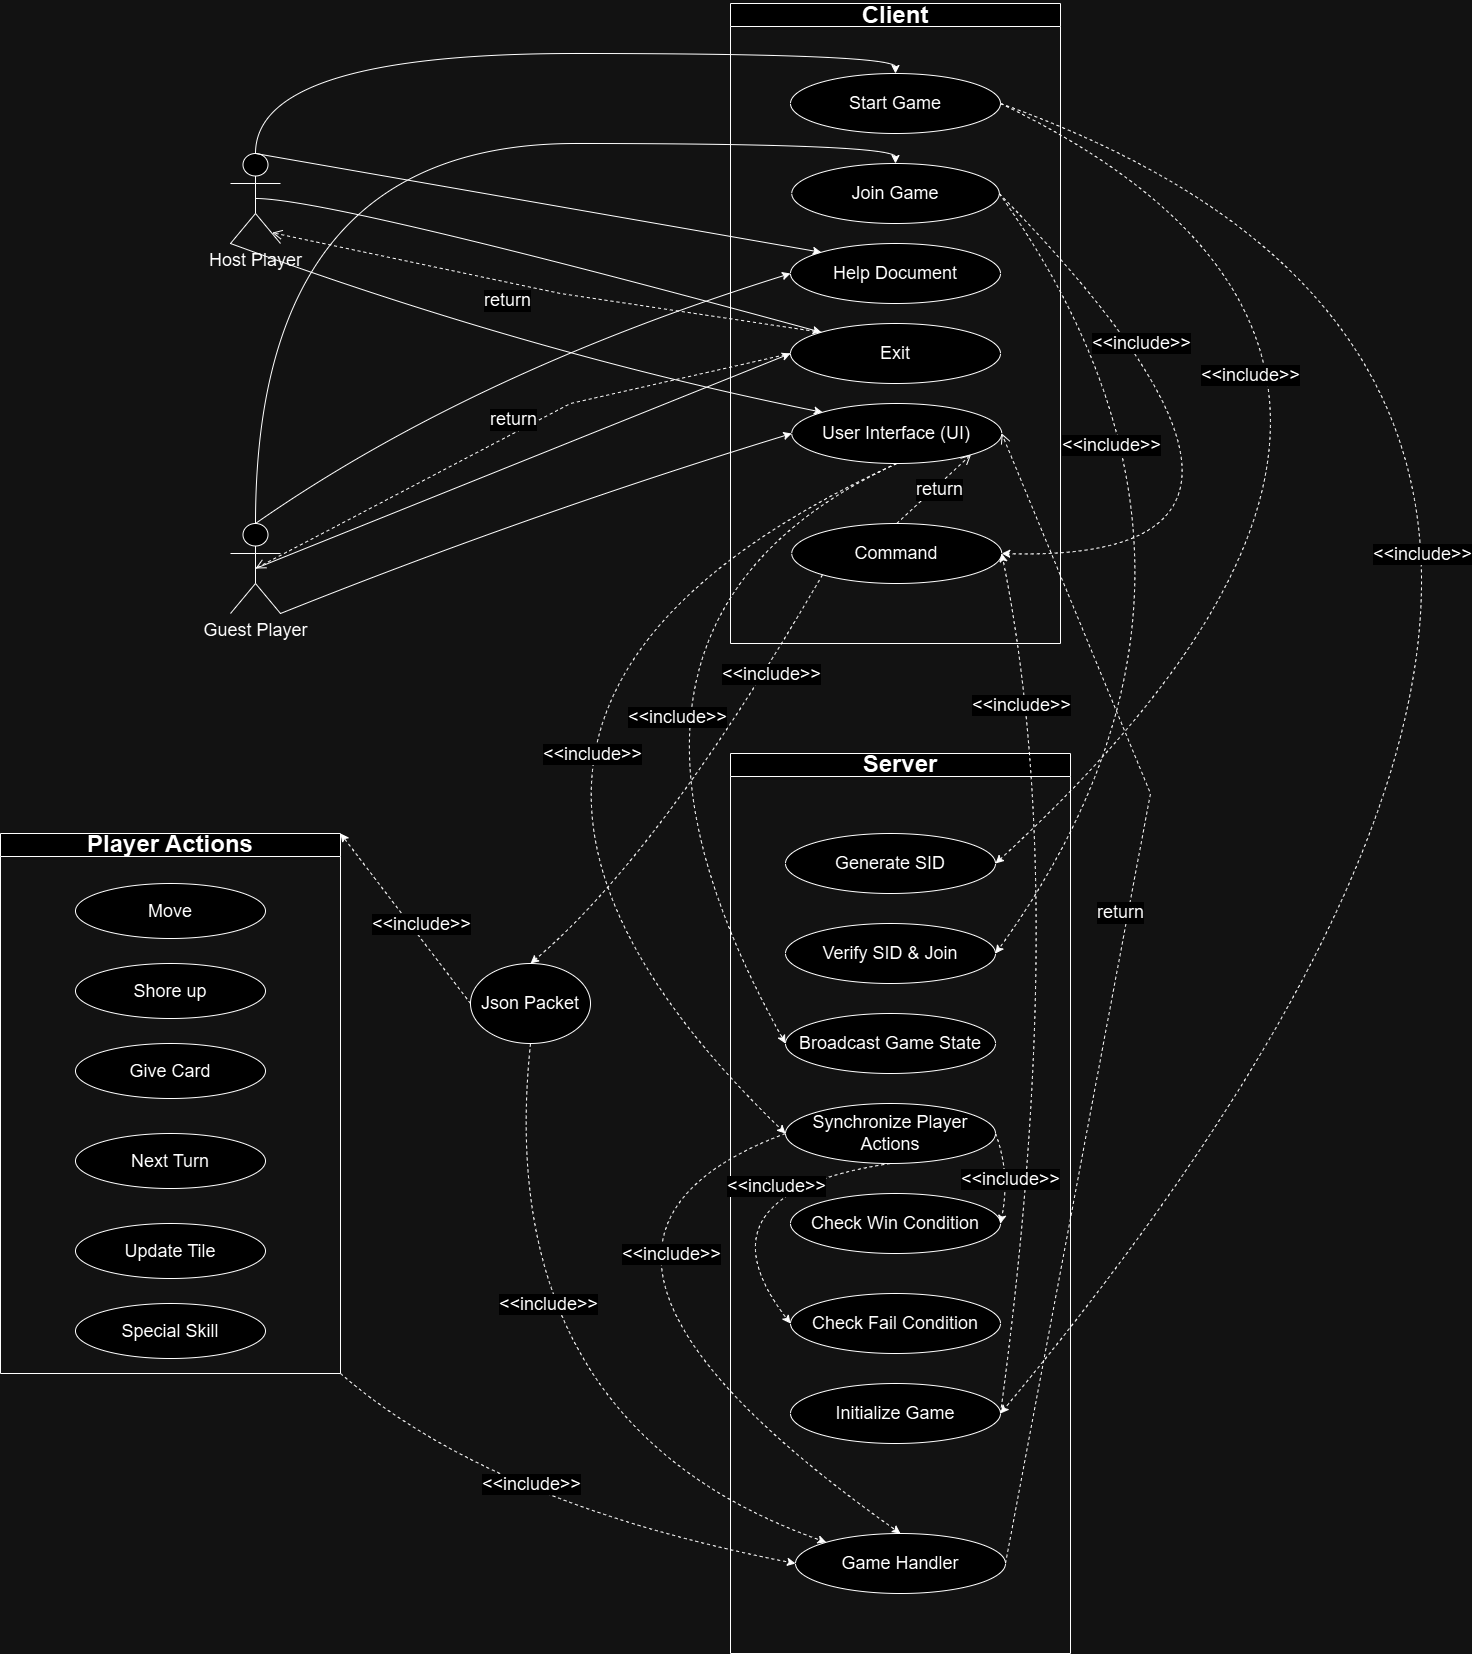 Client
Start Game
Join Game
Host Player
Help Document
return
<<include>>
Exit
<<include>>
return
User Interface (UI)
<<include>>
return
Command
<<include>>
Guest Player
<<include>>
<<include>>
<<include>>
<<include>>
Server
Player Actions
Generate SID
Move
return
<<include>>
Verify SID & Join
Shore up
Json Packet
Broadcast Game State
Give Card
Synchronize Player
Actions
Next Turn
<<include>>
<<include>>
Check Win Condition
Update Tile
<<include>>
<<include>>
Check Fail Condition
Special Skill
Initialize Game
<<include>>
Game Handler